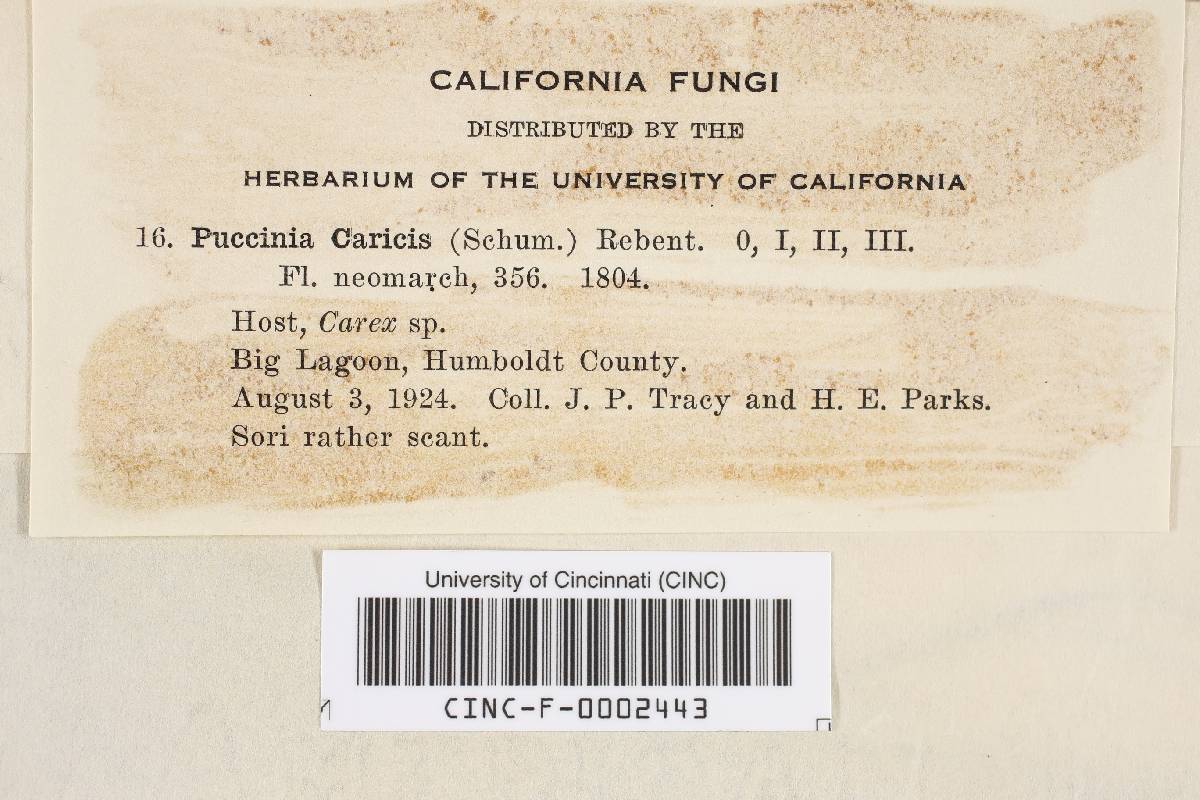 CALIFORNIA FUNGI
DISTRIBUTED BY THE
HERBARIUM OF THE UNIVERSITY OF CALIFORNIA
16. Puccinia Caricis (Schum.) Rebent. 0, I, II, III.
Fl. neomarch, 356. 1804.
Host, Carex sp.
Big Lagoon, Humboldt County.
August 3, 1924. Coll. J. P. Tracy and H. E. Parks.
Sori rather scant.
University of Cincinnati (CINC)
CINC-F-0002443